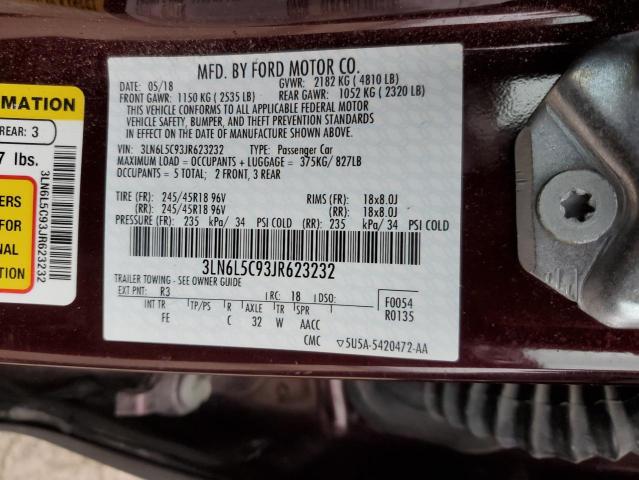 MFD. BY FORD MOTOR CO.
DATE: 05/18 GVWR: 2182 KG ( 4810 LB)
FRONT GAWR: 1150 KG ( 2535 LB) REAR GAWR: 1052 KG ( 2320 LB)
THIS VEHICLE CONFORMS TO ALL APPLICABLE FEDERAL MOTOR
VEHICLE SAFETY, BUMPER, AND THEFT PREVENTION STANDARDS
IN EFFECT ON THE DATE OF MANUFACTURE SHOWN ABOVE.
VIN: 3LN6L5C93JR623232 TYPE: Passenger Car
MAXIMUM LOAD = OCCUPANTS + LUGGAGE = 375KG/ 827LB
OCCUPANTS = 5 TOTAL; 2 FRONT, 3 REAR
TIRE (FR): 245/45R18 96V RIMS (FR): 18x8.0J
(RR): 245/45R18 96V (RR): 18x8.0J
PRESSURE (FR): 235 kPa/ 34 PSI COLD (RR) 235 kPa/ 34 PSI COLD
3LN6L5C93JR623232
TRAILER TOWING - SEE OWNER GUIDE
EXT PNT: R3 RC: 18 DSO: F0054
INT TR TP/PS R AXLE TR SPR R0135
FE C 32 W AACC
CMC ▽5U5A-5420472-AA
RMATION
REAR: 3
7 lbs.
3LN6L5C93JR623232
ING
FOR
ONAL
ION